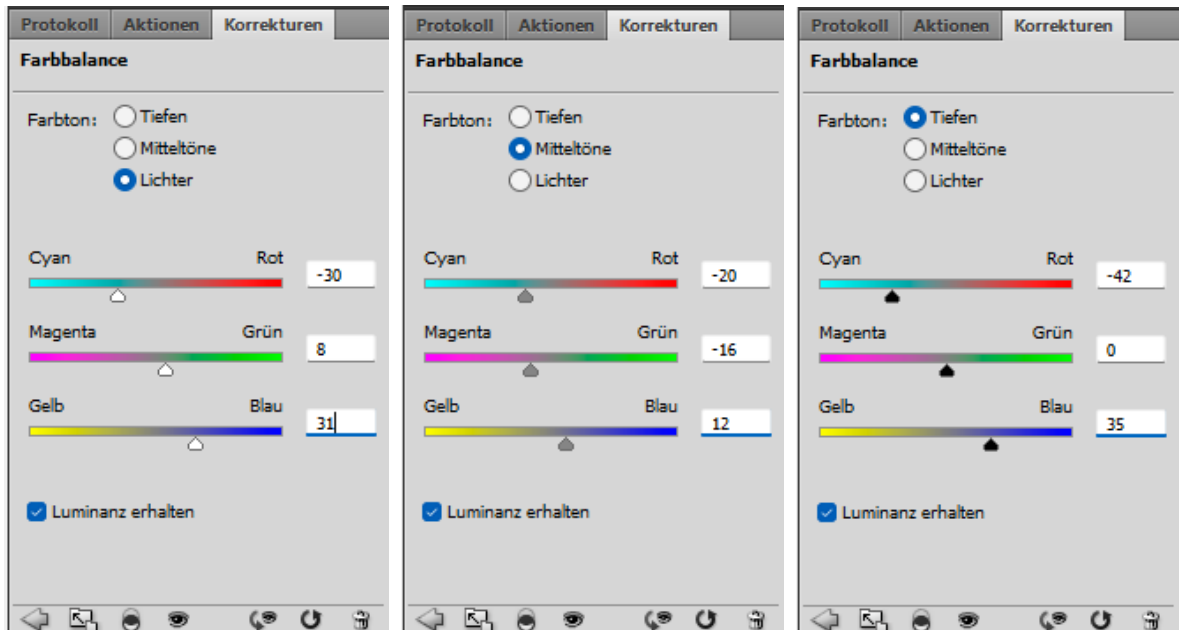 Protokoll Aktionen Korrekturen
Farbbalance
Farbton: Tiefen
Mitteltöne
Lichter
Cyan Rot -30
Magenta Grün 8
Gelb Blau 31
Luminanz erhalten
Protokoll Aktionen Korrekturen
Farbbalance
Farbton: Tiefen
Mitteltöne
Lichter
Cyan Rot -20
Magenta Grün -16
Gelb Blau 12
Luminanz erhalten
Protokoll Aktionen Korrekturen
Farbbalance
Farbton: Tiefen
Mitteltöne
Lichter
Cyan Rot -42
Magenta Grün 0
Gelb Blau 35
Luminanz erhalten